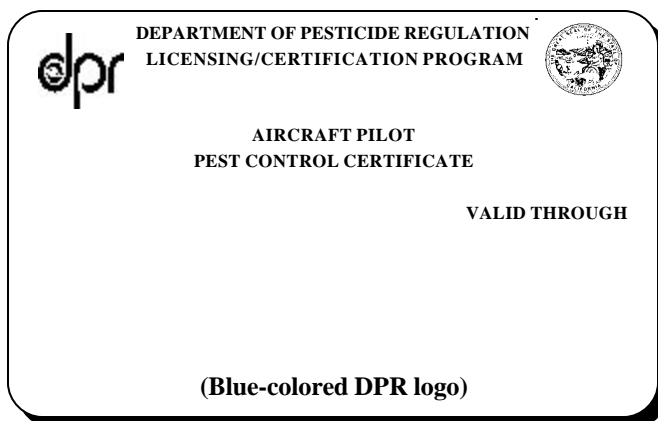 dpr
DEPARTMENT OF PESTICIDE REGULATION
LICENSING/CERTIFICATION PROGRAM
AIRCRAFT PILOT
PEST CONTROL CERTIFICATE
VALID THROUGH
(Blue-colored DPR logo)